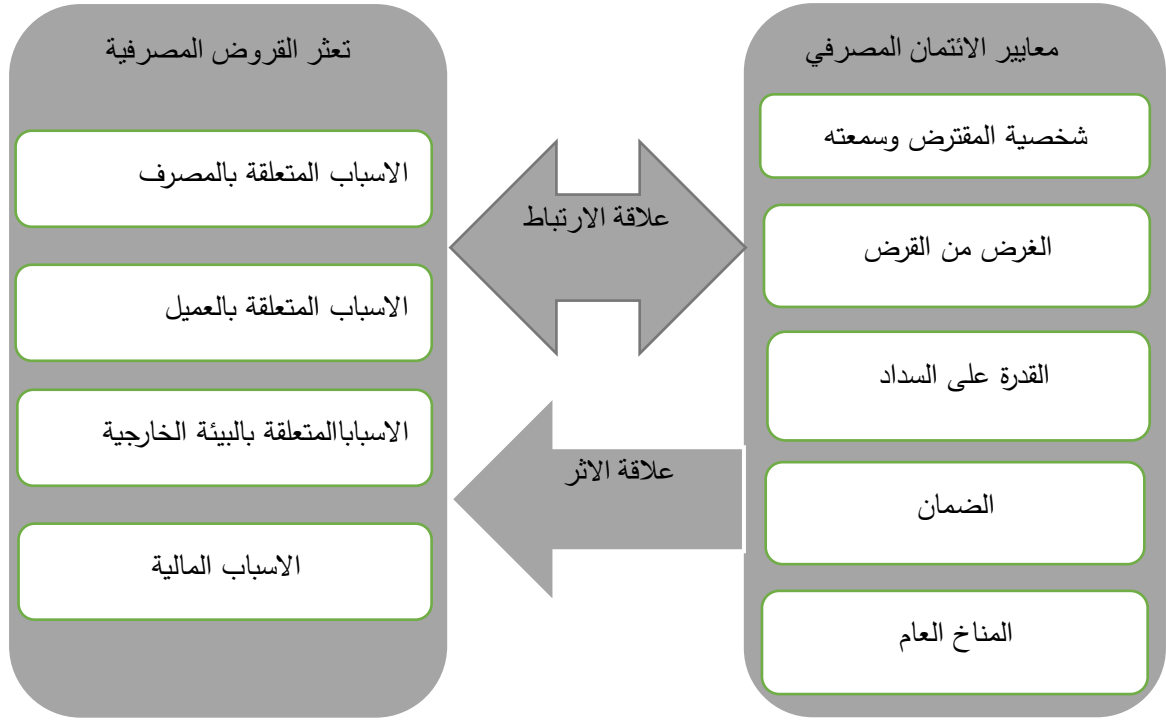 معايير الائتمان المصرفي
شخصية المقترض وسمعته
الغرض من القرض
القدرة على السداد
الضمان
المناخ العام
علاقة الارتباط
علاقة الاثر
تعثر القروض المصرفية
الاسباب المتعلقة بالمصرف
الاسباب المتعلقة بالعميل
الاسباباالمتعلقة بالبيئة الخارجية
الاسباب المالية